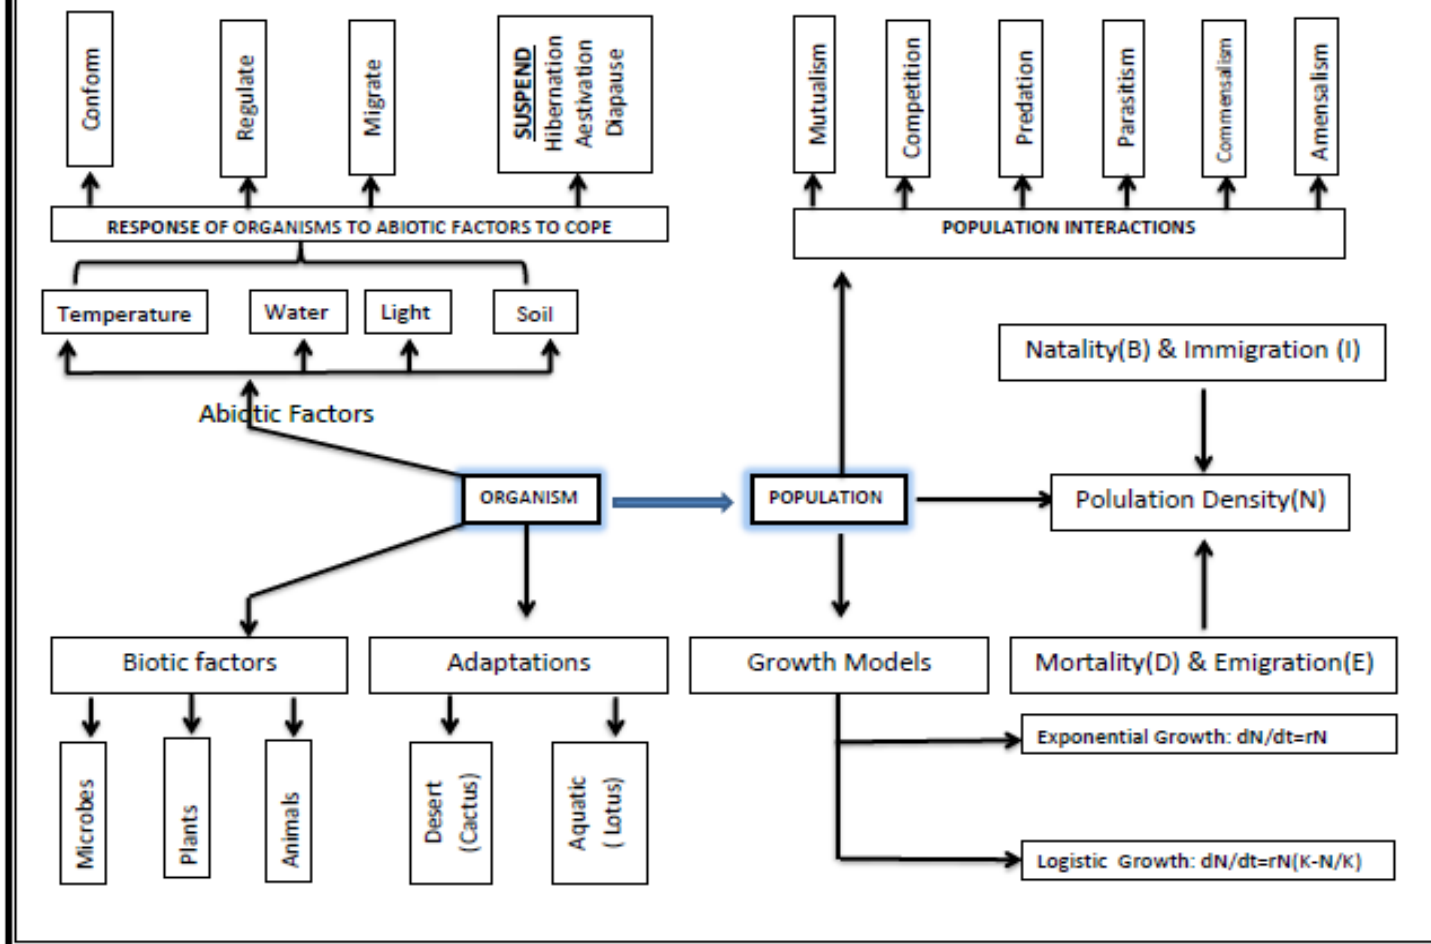 Conform
Regulate
Migrate
SUSPEND
Hibernation
Aestivation
Diapause
Mutualism
Competition
Predation
Parasitism
Commensalism
Amensalism
RESPONSE OF ORGANISMS TO ABIOTIC FACTORS TO COPE
POPULATION INTERACTIONS
Temperature
Water
Light
Soil
Natality(B) & Immigration (I)
Abiotic Factors
ORGANISM
POPULATION
Polulation Density(N)
Biotic factors
Adaptations
Growth Models
Mortality(D) & Emigration(E)
Microbes
Plants
Animals
Desert
(Cactus)
Aquatic
( Lotus)
Exponential Growth: dN/dt=rN
Logistic Growth: dN/dt=rN(K-N/K)